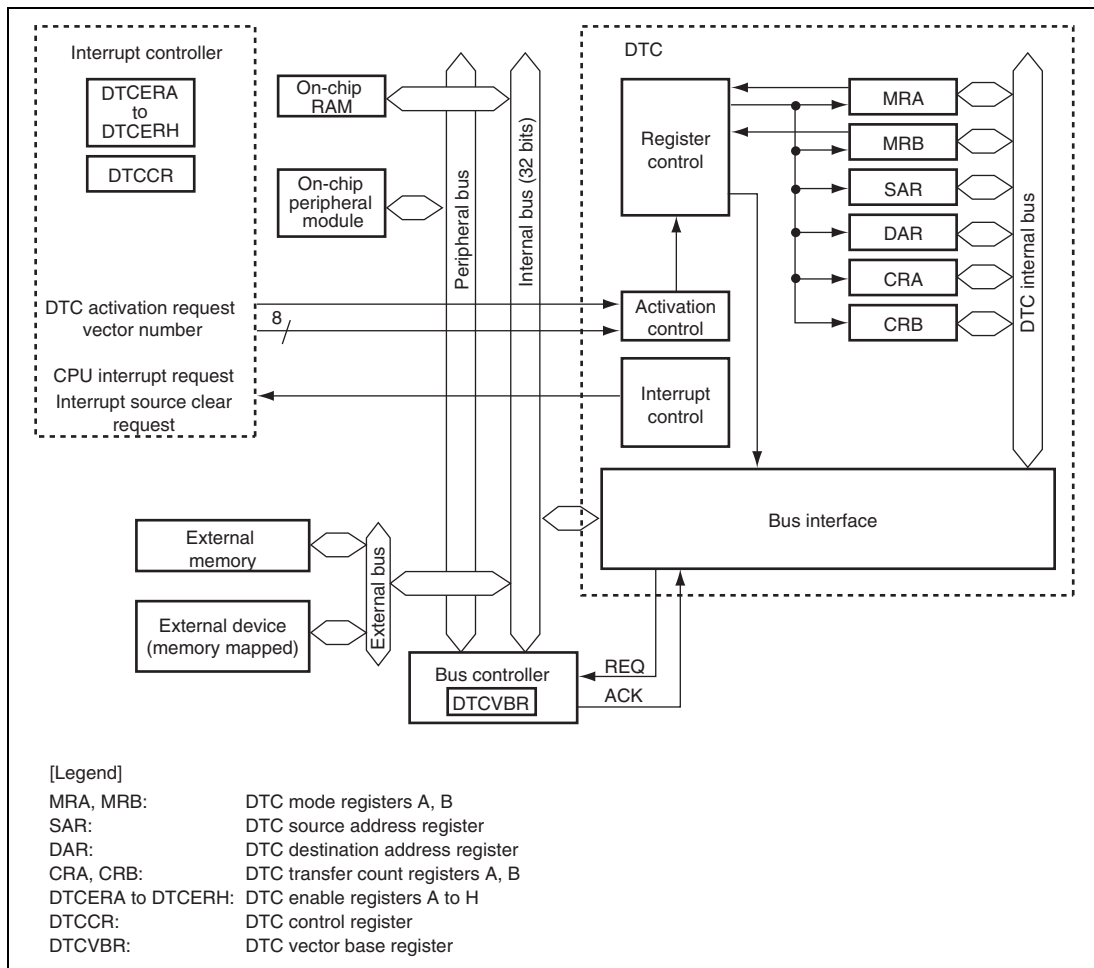 Interrupt controller
DTCERA
to
DTCERH
DTCCR
DTC activation request
vector number
8
CPU interrupt request
Interrupt source clear
request
On-chip
RAM
On-chip
peripheral
module
Peripheral bus
Internal bus (32 bits)
DTC
Register
control
Activation
control
Interrupt
control
MRA
MRB
SAR
DAR
CRA
CRB
DTC internal bus
Bus interface
External
memory
External device
(memory mapped)
External bus
Bus controller
DTCVBR
REQ
ACK
[Legend]
MRA, MRB: DTC mode registers A, B
SAR: DTC source address register
DAR: DTC destination address register
CRA, CRB: DTC transfer count registers A, B
DTCERA to DTCERH: DTC enable registers A to H
DTCCR: DTC control register
DTCVBR: DTC vector base register